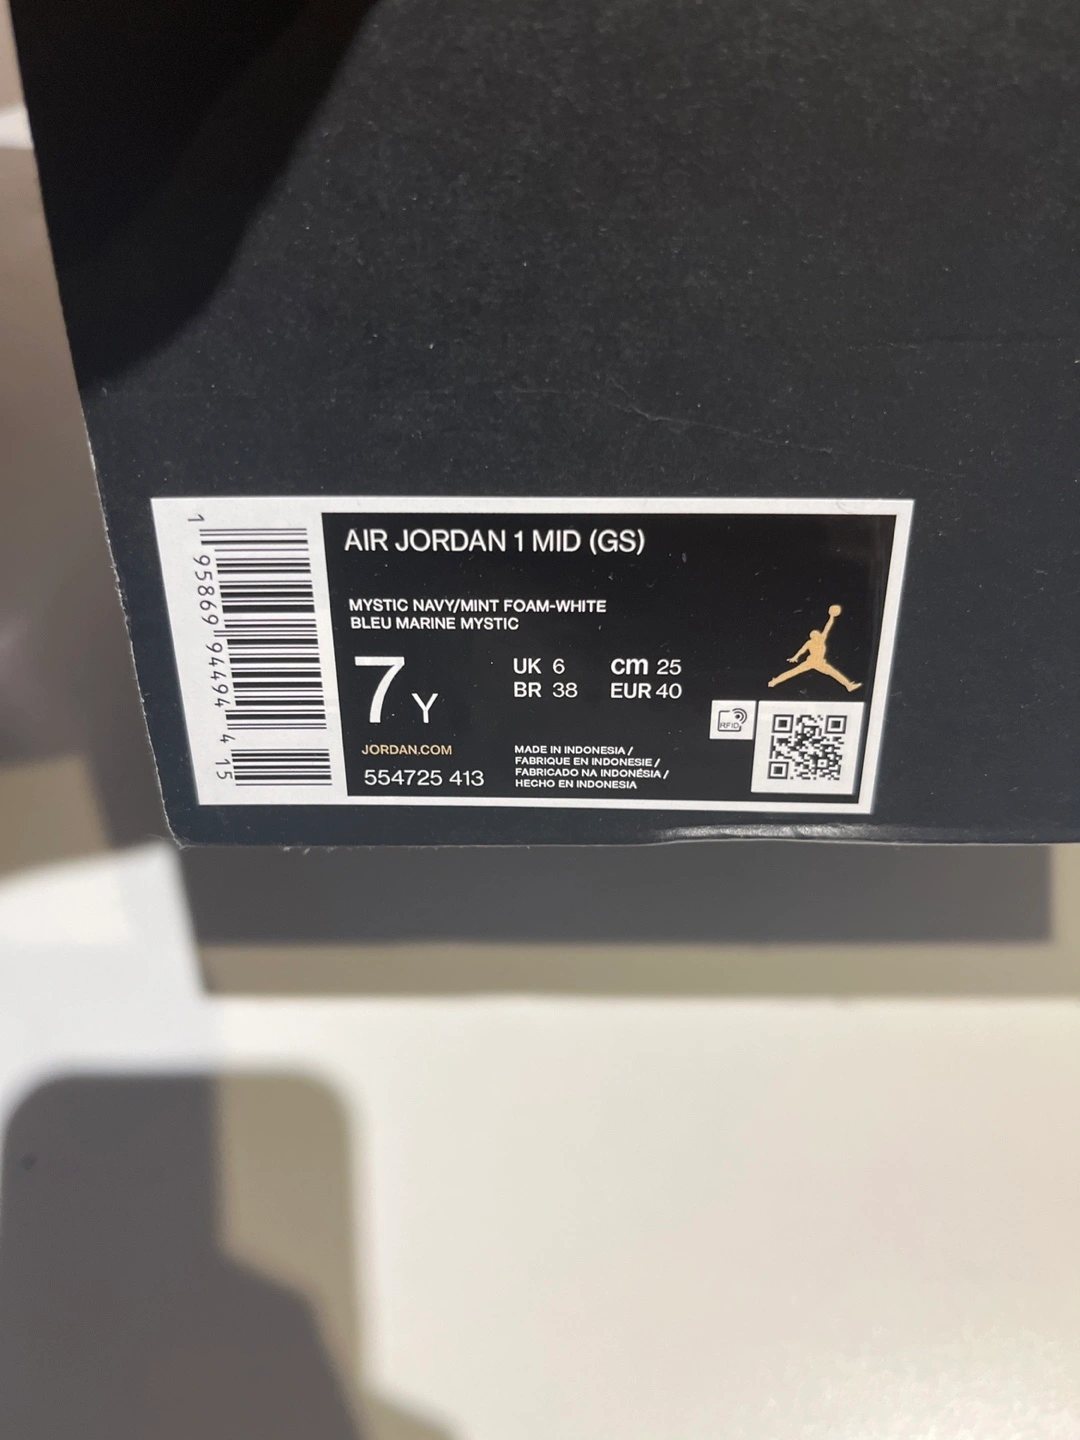 AIR JORDAN 1 MID (GS)
MYSTIC NAVY/MINT FOAM-WHITE
BLEU MARINE MYSTIC
7 Y
UK 6 cm 25
BR 38 EUR 40
JORDAN.COM
554725 413
MADE IN INDONESIA /
FABRIQUE EN INDONESIE /
FABRICADO NA INDONÉSIA /
HECHO EN INDONESIA
RFID
1 95869 94494 4 15